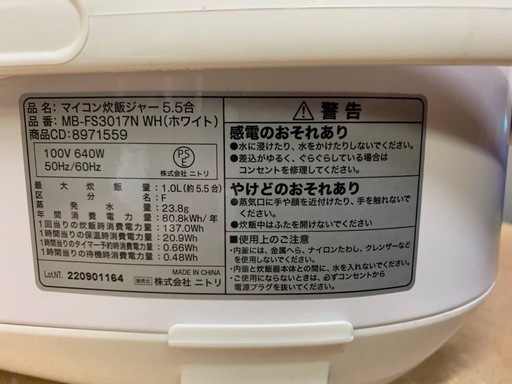 品名: マイコン炊飯ジャー 5.5合
品番: MB-FS3017N WH(ホワイト)
商品CD: 8971559
100V 640W
50Hz/60Hz
PS
E
株式会社 ニトリ
最大炊飯量: 1.0L(約5.5合)
区分名: F
蒸発水量: 23.8g
年間消費電力量: 80.8kWh/年
1回当りの炊飯時消費電力量: 137.0Wh
1時間当りの保温時消費電力量: 20.9Wh
1時間当りのタイマー予約時消費電力量: 0.66Wh
1時間当りの待機時消費電力量: 0.48Wh
MADE IN CHINA
Lot.NT. 220901164
販売元 株式会社 ニトリ
警告
感電のおそれあり
●水に浸けたり、水をかけたりしないでください。
●差込がゆるく、ぐらぐらしている場合は
コンセントを修理してください。
やけどのおそれあり
●蒸気口に手や顔を近付けたり、手を触れないで
ください。
●炊飯中はふたを開けないでください。
■使用上のご注意
・内釜には、金属へら、ナイロンたわし、クレンザーなど
を使用しないでください。
・内釜と炊飯器本体との間に、水を入れないでください。
●ご使用にならないときは、必ずコンセントから
電源プラグを抜いてください。